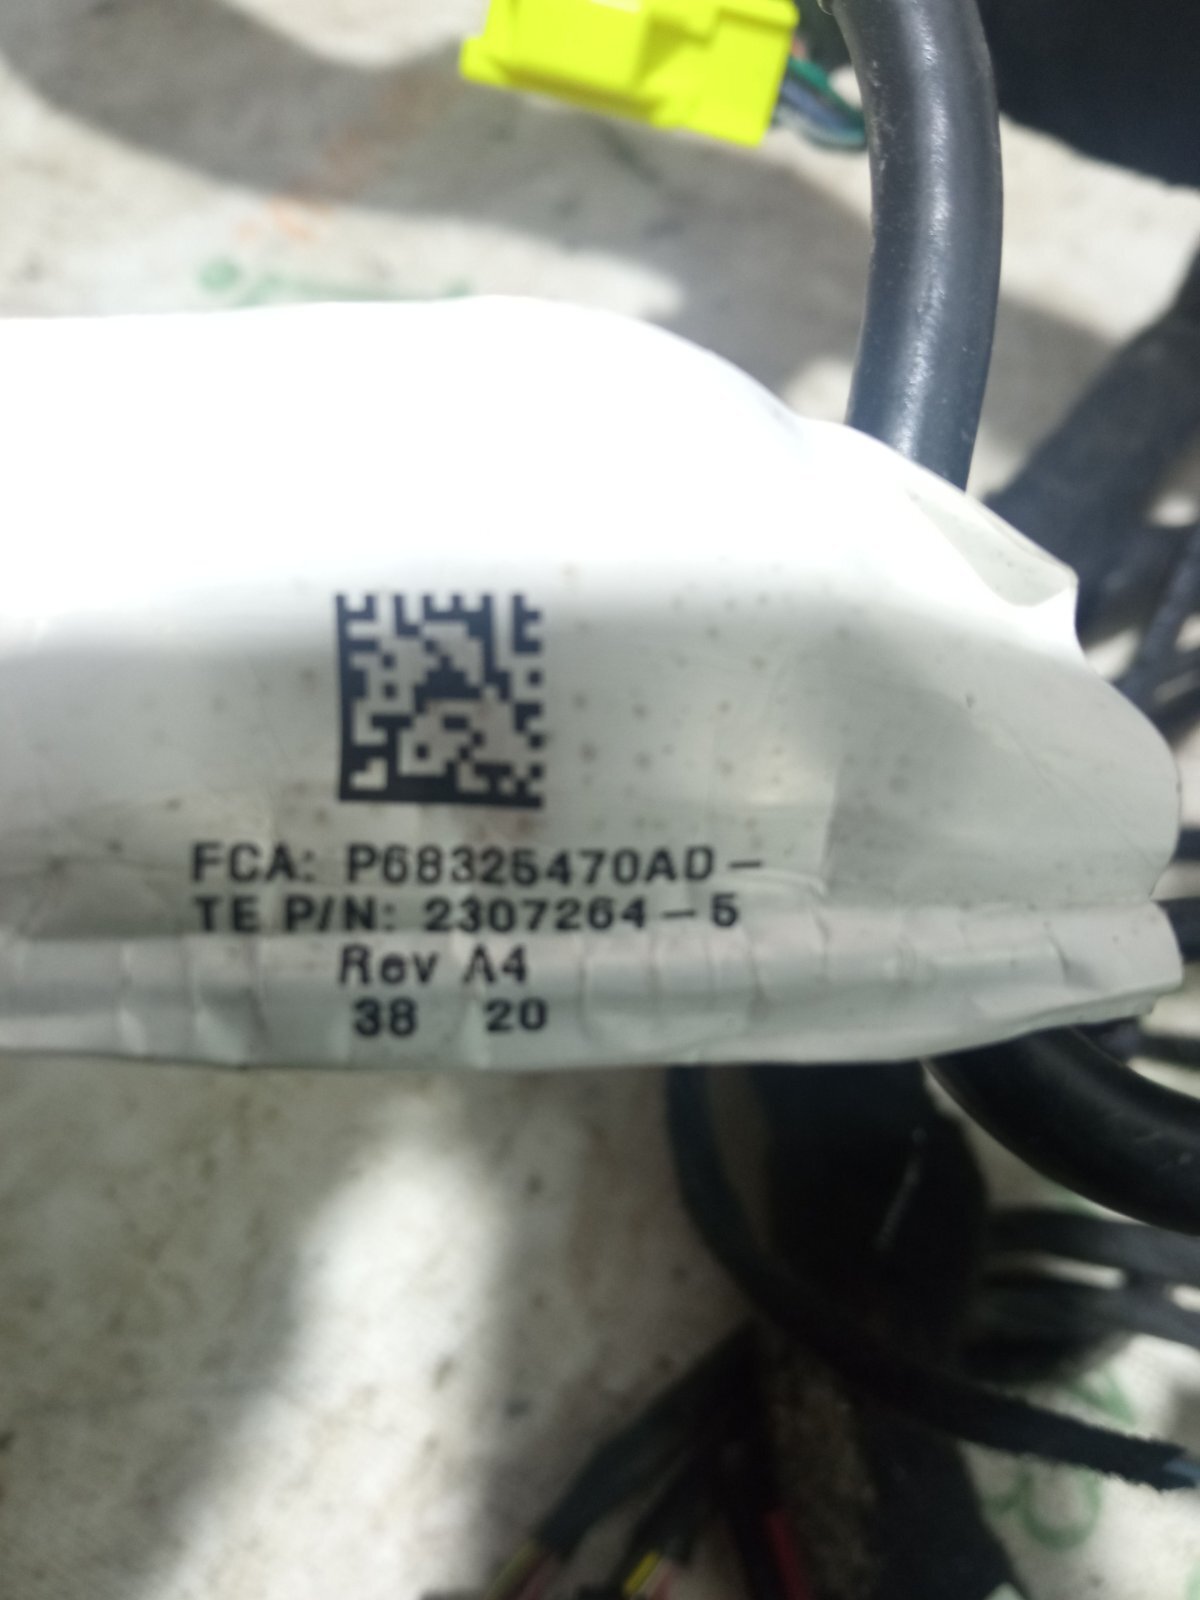 FCA: P68325470AD-
TE P/N: 2307264-5
Rev A4
38 20